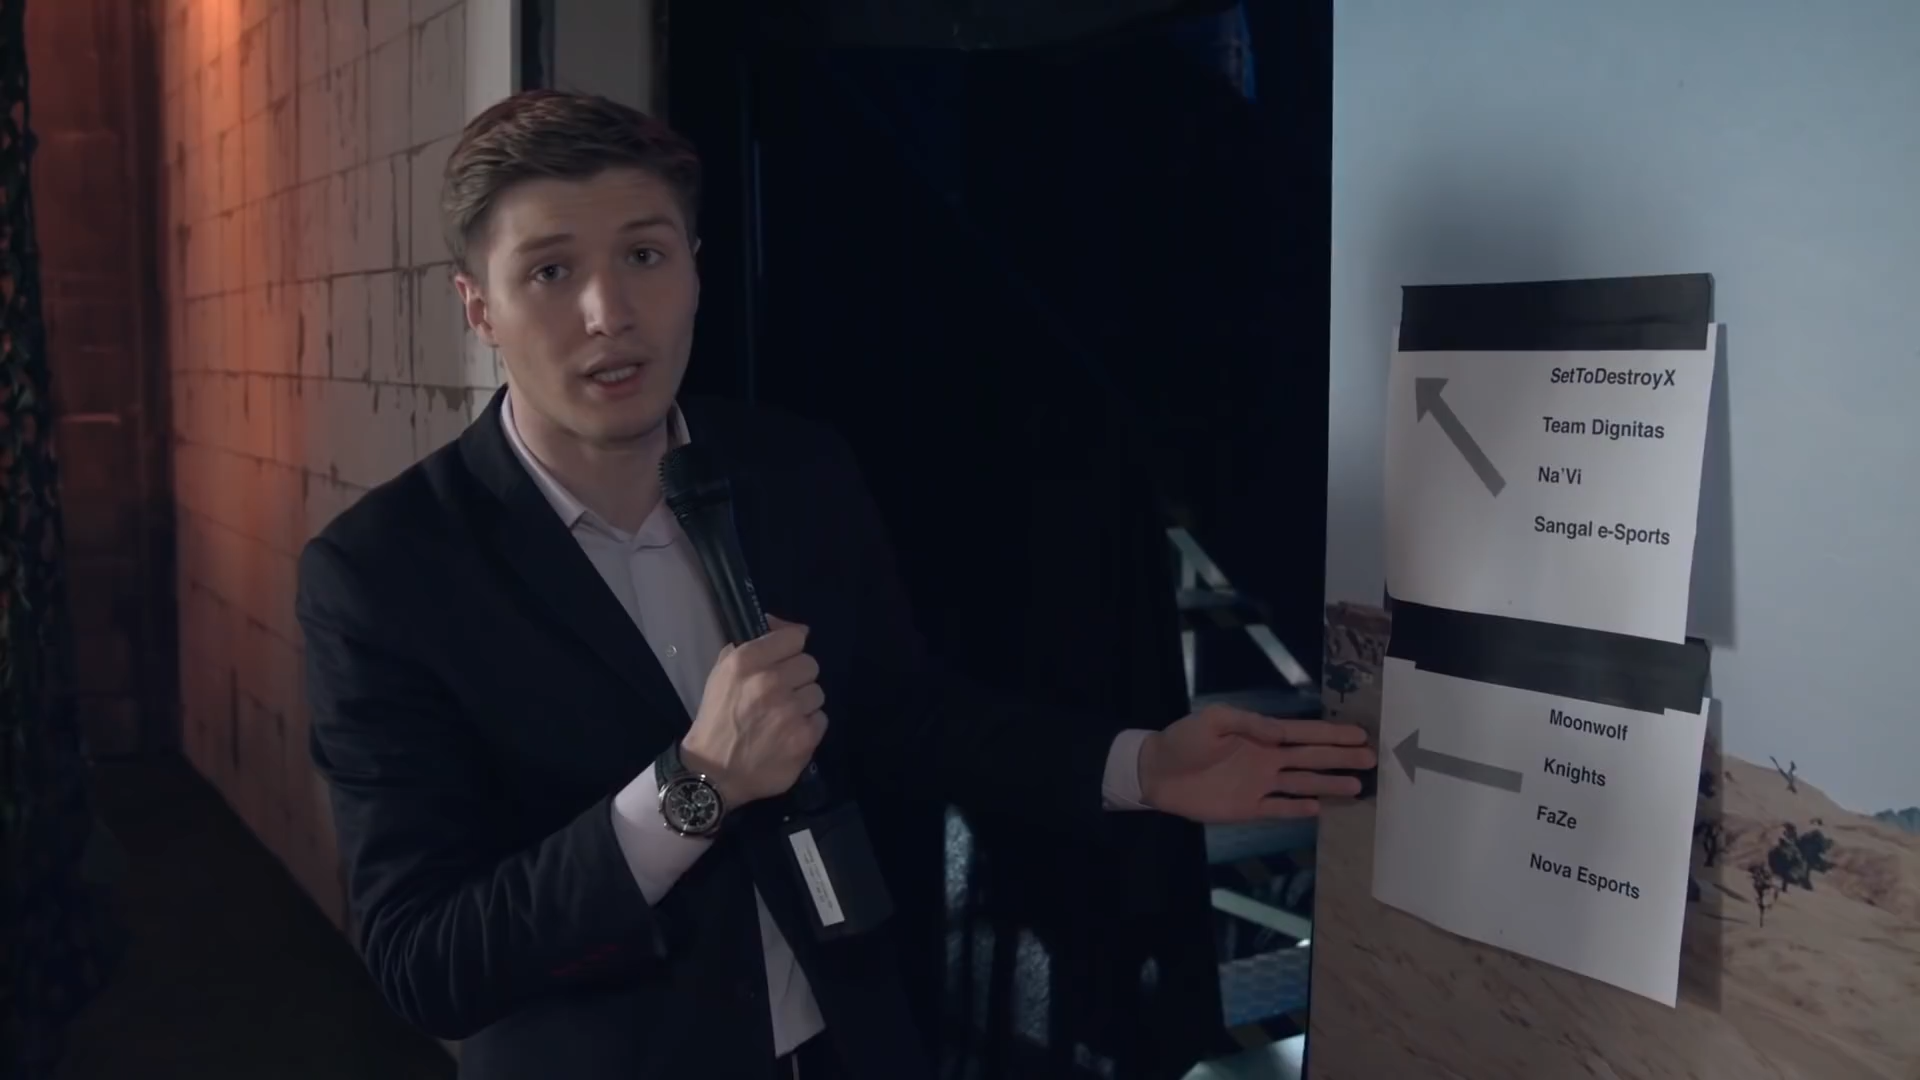 SetToDestroyX
Team Dignitas
Na'Vi
Sangal e-Sports
Moonwolf
Knights
FaZe
Nova Esports